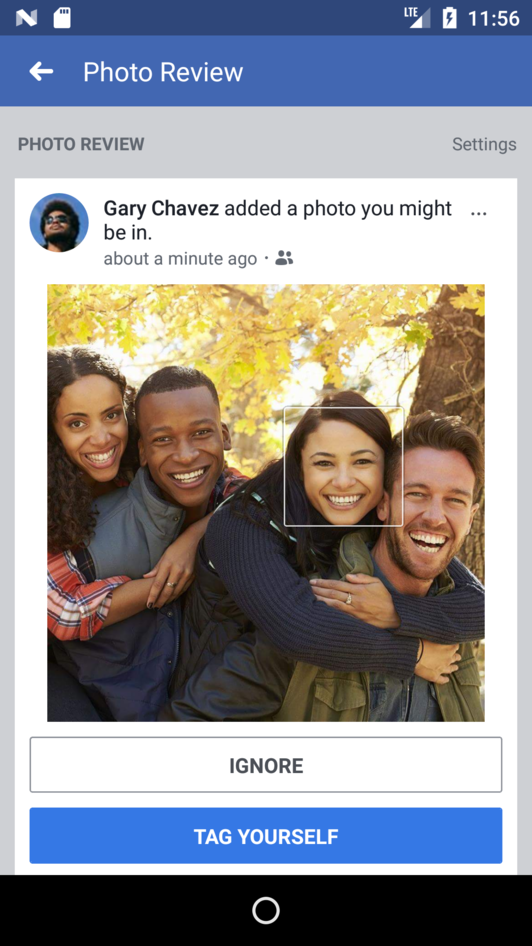 LTE 11:56
Photo Review
PHOTO REVIEW Settings
Gary Chavez added a photo you might ...
be in.
about a minute ago ·
IGNORE
TAG YOURSELF